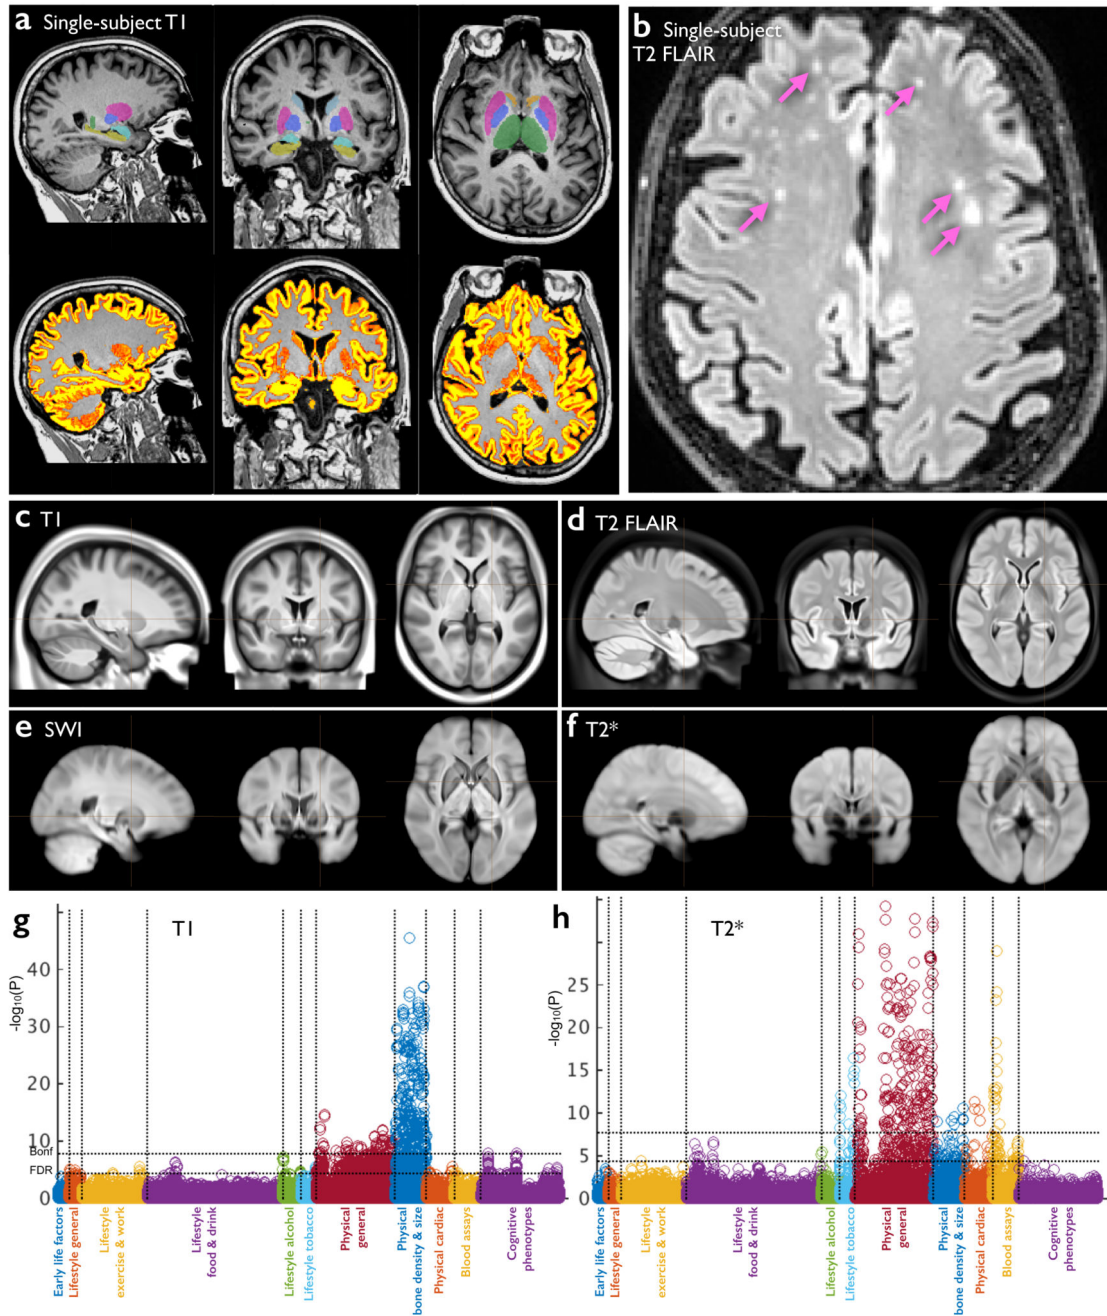 a Single-subject T1
b Single-subject
T2 FLAIR
c T1
d T2 FLAIR
e SWI
f T2*
g T1
-log10(P)
40
30
20
10
Bonf
FDR
0
Early life factors
Lifestyle general
Lifestyle
exercise & work
Lifestyle
food & drink
Lifestyle alcohol
Lifestyle tobacco
Physical
general
Physical
bone density & size
Physical cardiac
Blood assays
Cognitive
phenotypes
h T2*
-log10(P)
25
20
15
10
5
0
Early life factors
Lifestyle general
Lifestyle
exercise & work
Lifestyle
food & drink
Lifestyle alcohol
Lifestyle tobacco
Physical
general
Physical
bone density & size
Physical cardiac
Blood assays
Cognitive
phenotypes